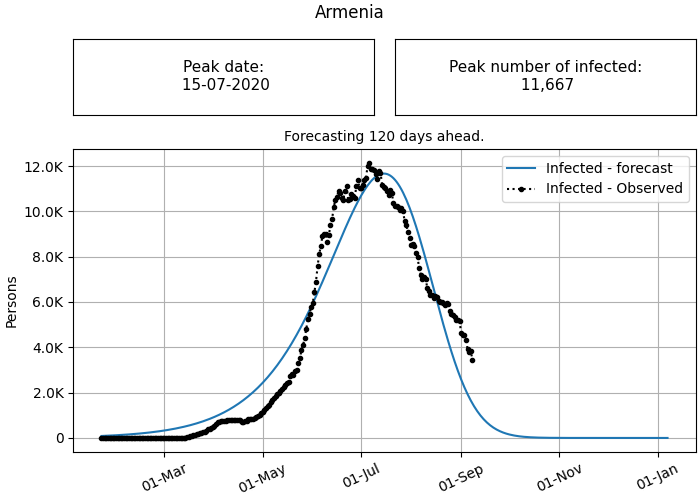 Armenia
Peak date:
15-07-2020
Peak number of infected:
11,667
Forecasting 120 days ahead.
Infected - forecast
Infected - Observed
12.0K
10.0K
8.0K
6.0K
4.0K
2.0K
0
Persons
01-Mar
01-May
01-Jul
01-Sep
01-Nov
01-Jan